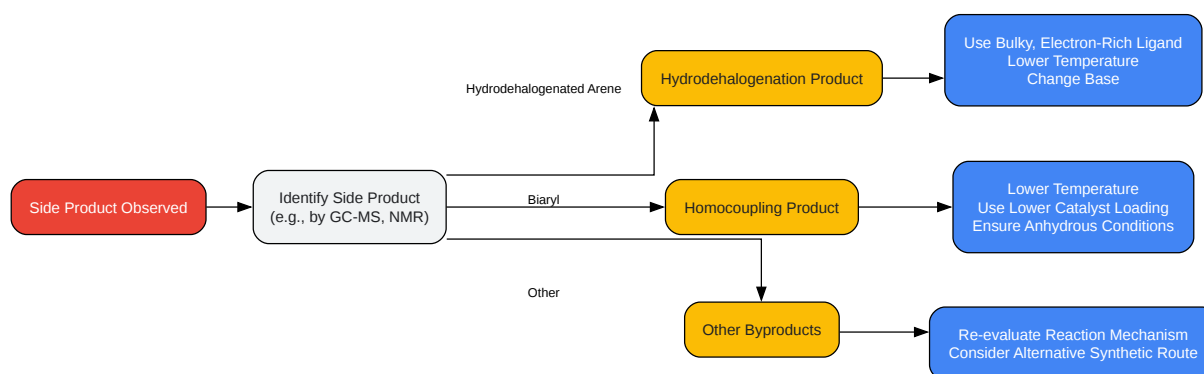 Side Product Observed
Identify Side Product
(e.g., by GC-MS, NMR)
Hydrodehalogenated Arene
Hydrodehalogenation Product
Use Bulky, Electron-Rich Ligand
Lower Temperature
Change Base
Biaryl
Homocoupling Product
Lower Temperature
Use Lower Catalyst Loading
Ensure Anhydrous Conditions
Other
Other Byproducts
Re-evaluate Reaction Mechanism
Consider Alternative Synthetic Route